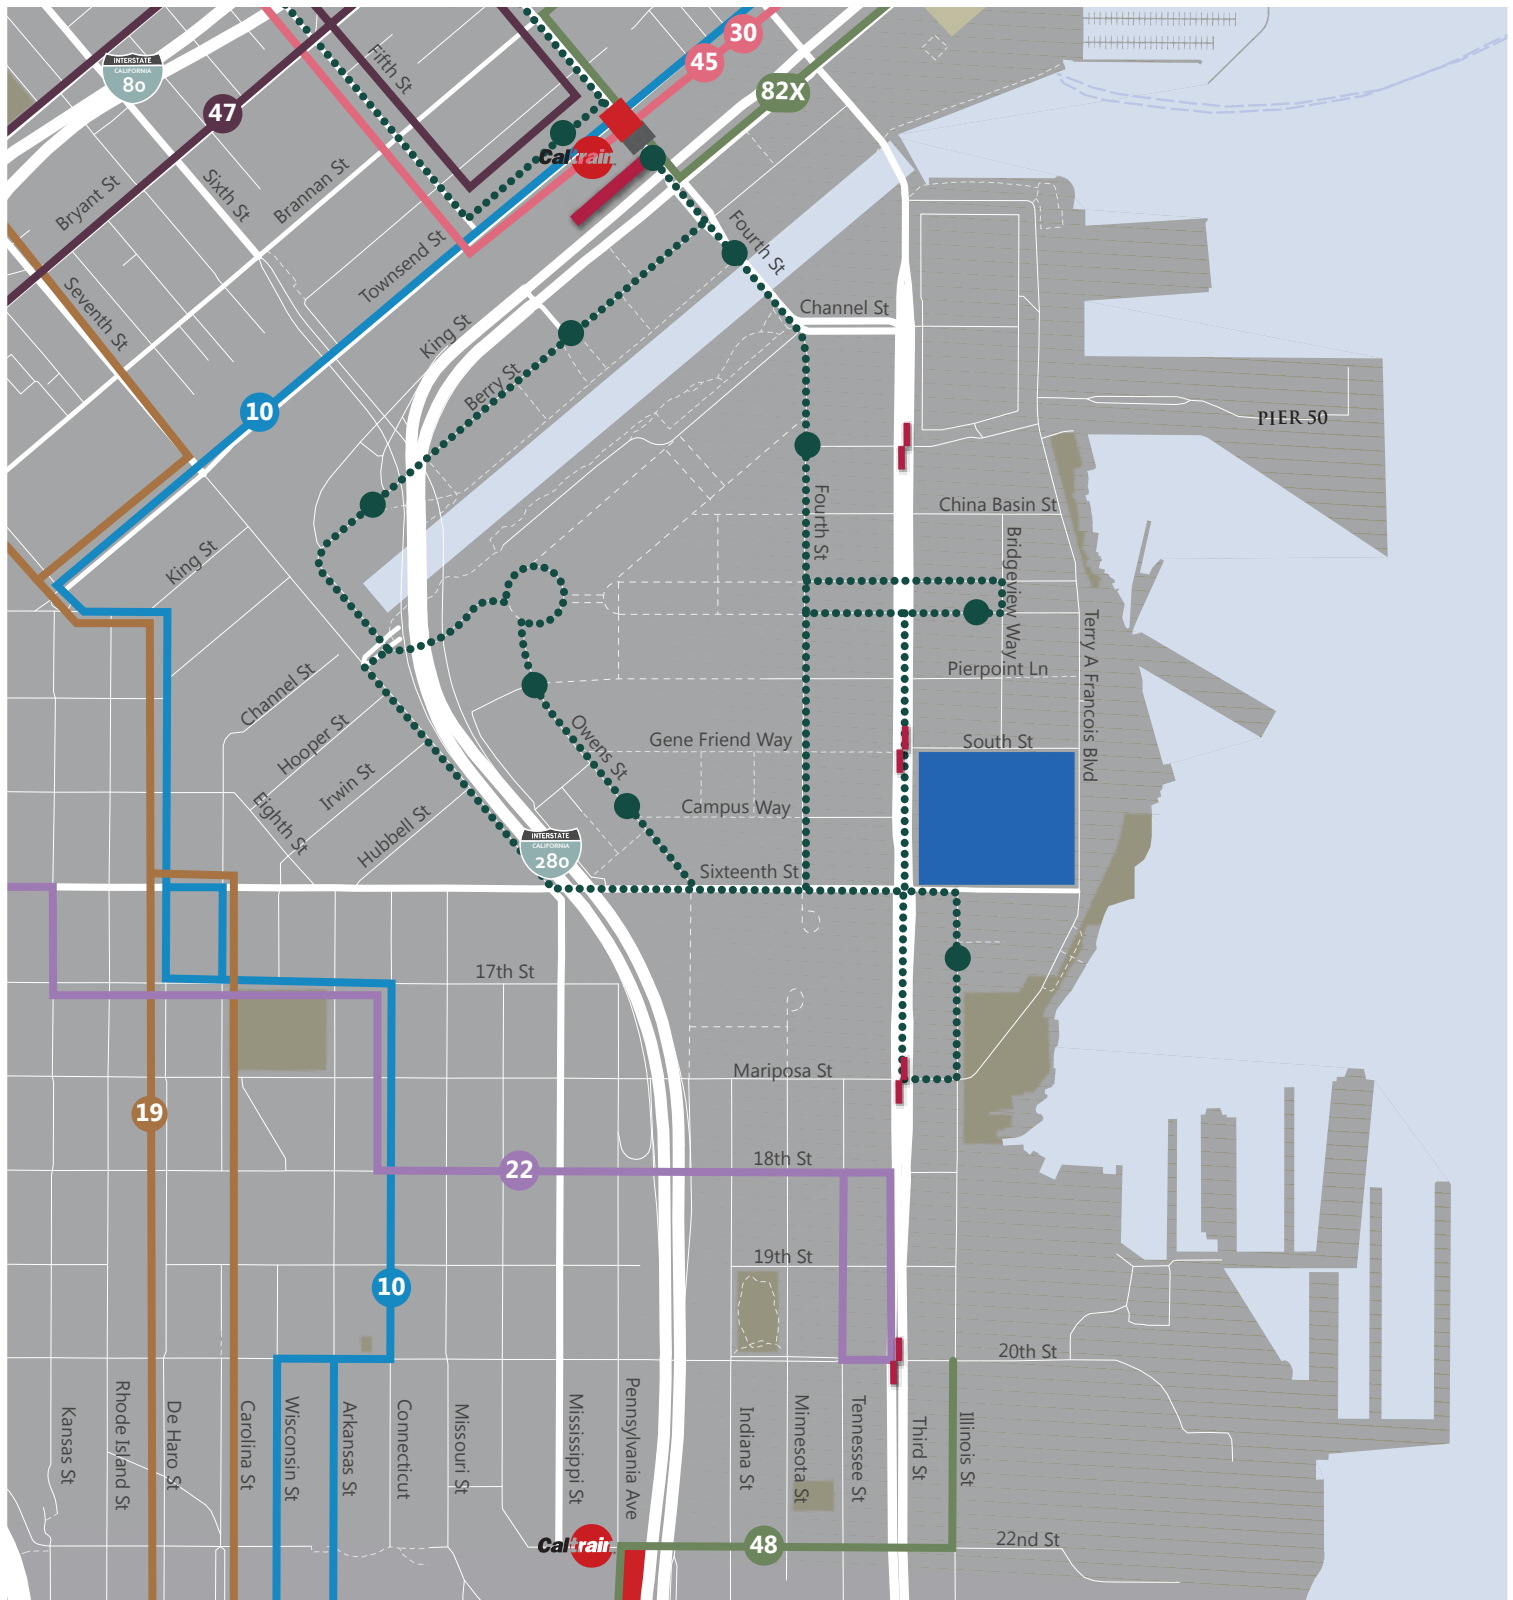 30
45
82X
Fifth St
INTERSTATE
CALIFORNIA
80
47
Caltrain
Bryant St
Sixth St
Brannan St
Townsend St
Fourth St
Seventh St
Channel St
King St
Berry St
10
PIER 50
Fourth St
China Basin St
Bridgeview Way
King St
Terry A Francois Blvd
Pierpoint Ln
Channel St
Hooper St
Owens St
Gene Friend Way
South St
Irwin St
Eighth St
Hubbell St
Campus Way
INTERSTATE
CALIFORNIA
280
Sixteenth St
17th St
Mariposa St
19
22
18th St
19th St
10
20th St
Kansas St
Rhode Island St
De Haro St
Carolina St
Wisconsin St
Arkansas St
Connecticut
Missouri St
Mississippi St
Pennsylvania Ave
Indiana St
Minnesota St
Tennessee St
Third St
Illinois St
Caltrain
48
22nd St